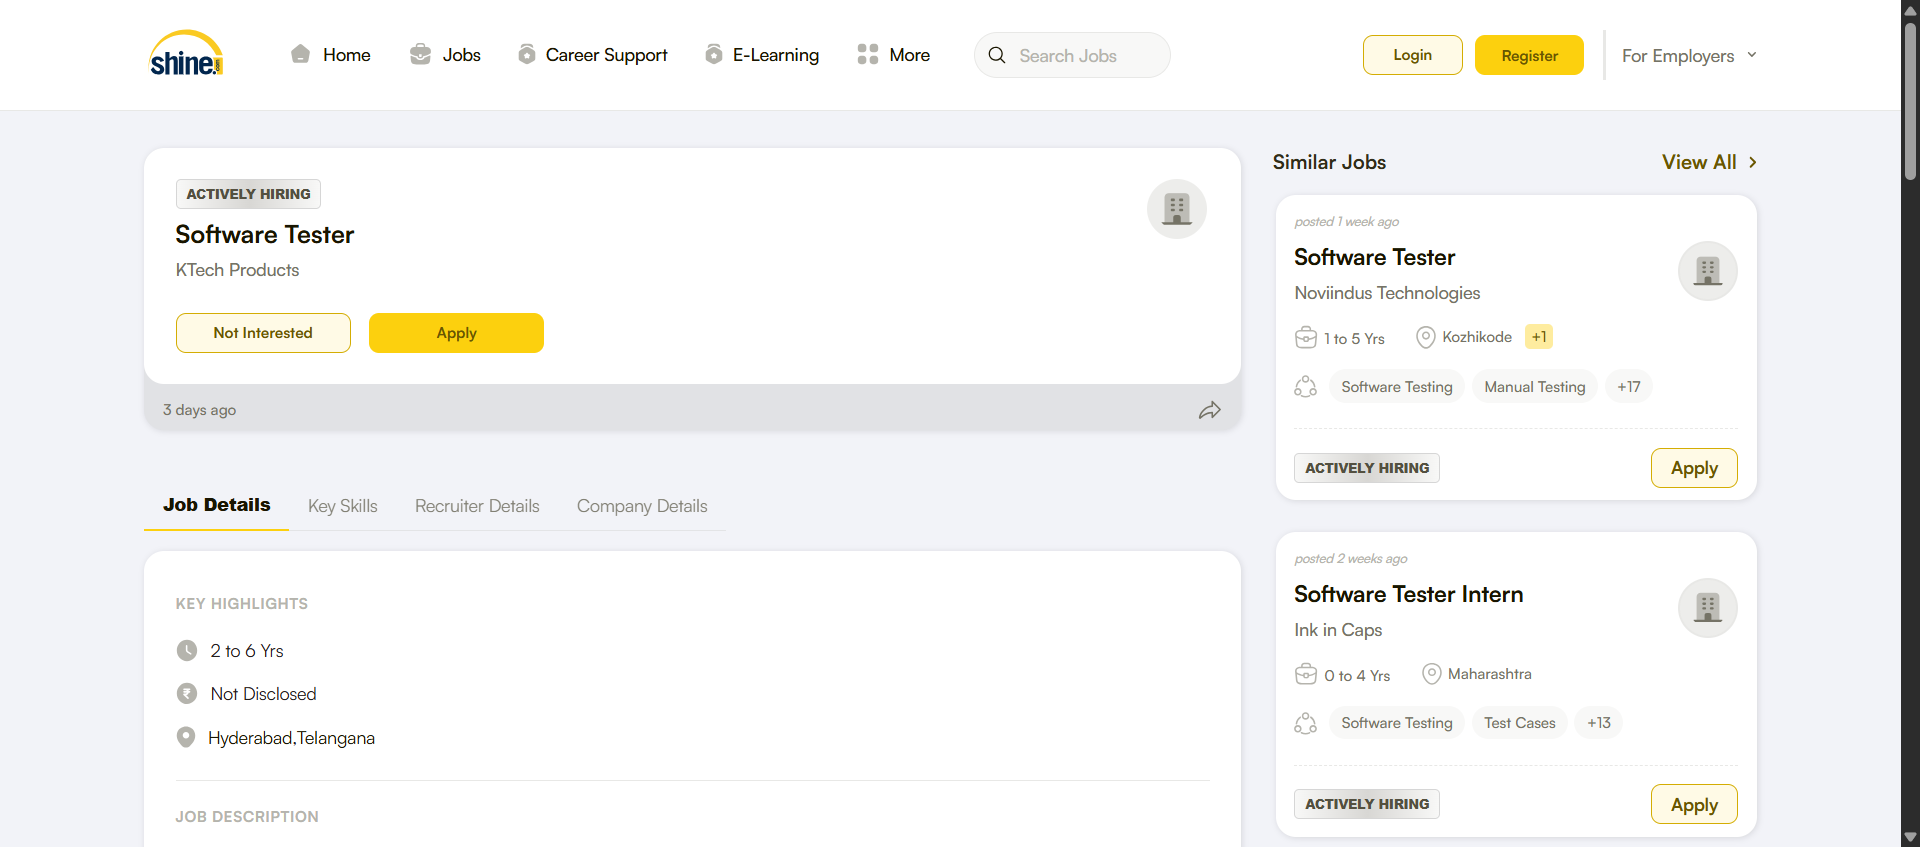 shine.com
Home
Jobs
Career Support
E-Learning
More
Search Jobs
Login
Register
For Employers
ACTIVELY HIRING
Software Tester
KTech Products
Not Interested
Apply
3 days ago
Job Details
Key Skills
Recruiter Details
Company Details
KEY HIGHLIGHTS
2 to 6 Yrs
₹ Not Disclosed
Hyderabad,Telangana
JOB DESCRIPTION
Similar Jobs
View All
posted 1 week ago
Software Tester
Noviindus Technologies
1 to 5 Yrs
Kozhikode
+1
Software Testing
Manual Testing
+17
ACTIVELY HIRING
Apply
posted 2 weeks ago
Software Tester Intern
Ink in Caps
0 to 4 Yrs
Maharashtra
Software Testing
Test Cases
+13
ACTIVELY HIRING
Apply